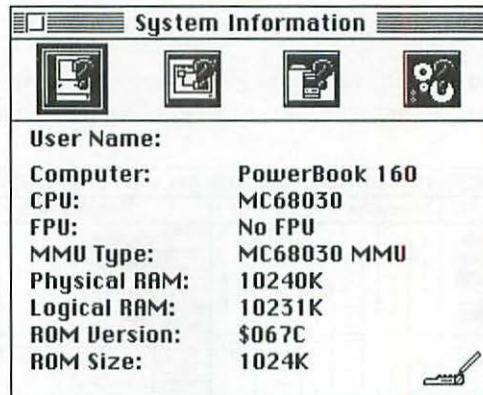 System Information
User Name:
Computer: PowerBook 160
CPU: MC68030
FPU: No FPU
MMU Type: MC68030 MMU
Physical RAM: 10240K
Logical RAM: 10231K
ROM Version: $067C
ROM Size: 1024K